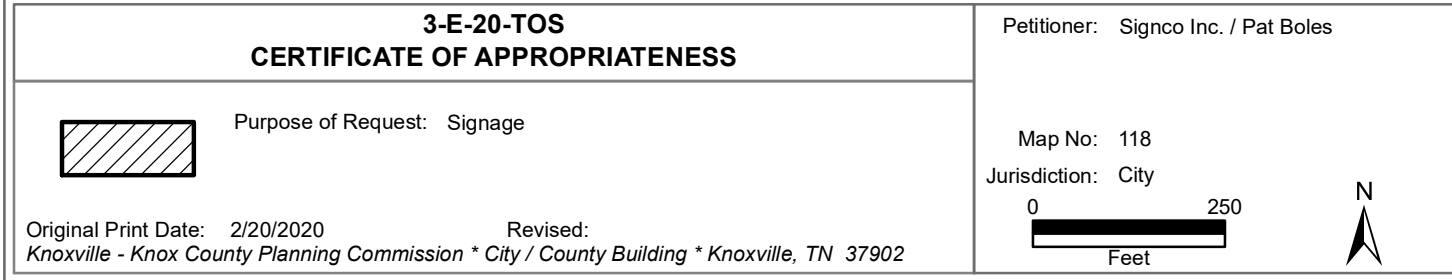 3-E-20-TOS
CERTIFICATE OF APPROPRIATENESS
Purpose of Request: Signage
Original Print Date: 2/20/2020 Revised:
Knoxville - Knox County Planning Commission * City / County Building * Knoxville, TN 37902
Petitioner: Signco Inc. / Pat Boles
Map No: 118
Jurisdiction: City
0 250
Feet
N